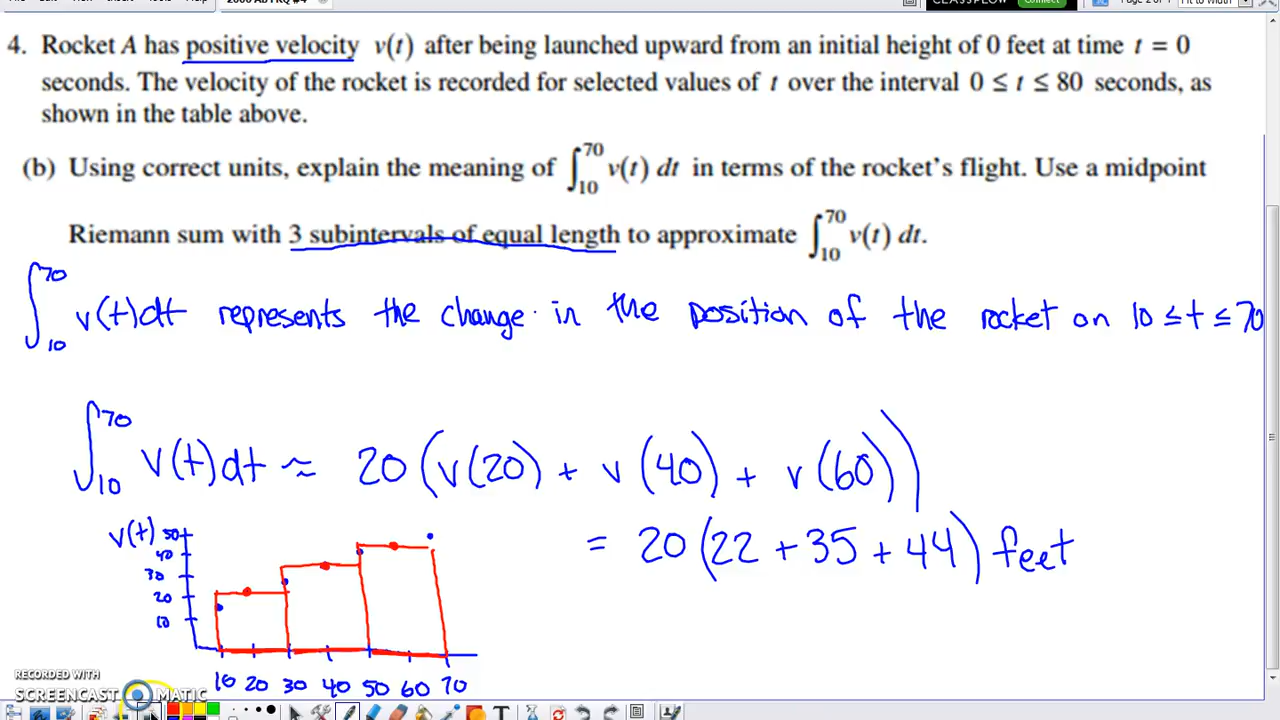 4. Rocket A has positive velocity v(t) after being launched upward from an initial height of 0 feet at time t = 0
seconds. The velocity of the rocket is recorded for selected values of t over the interval 0 ≤ t ≤ 80 seconds, as
shown in the table above.
(b) Using correct units, explain the meaning of ∫₁₀⁷⁰ v(t) dt in terms of the rocket's flight. Use a midpoint
Riemann sum with 3 subintervals of equal length to approximate ∫₁₀⁷⁰ v(t) dt.
∫₁₀⁷⁰ v(t)dt represents the change in the position of the rocket on 10 ≤ t ≤ 70
∫₁₀⁷⁰ v(t)dt ≈ 20(v(20) + v(40) + v(60))
= 20(22 + 35 + 44) feet
v(t) 50
40
30
20
10
10 20 30 40 50 60 70
RECORDED WITH
SCREENCAST MATIC